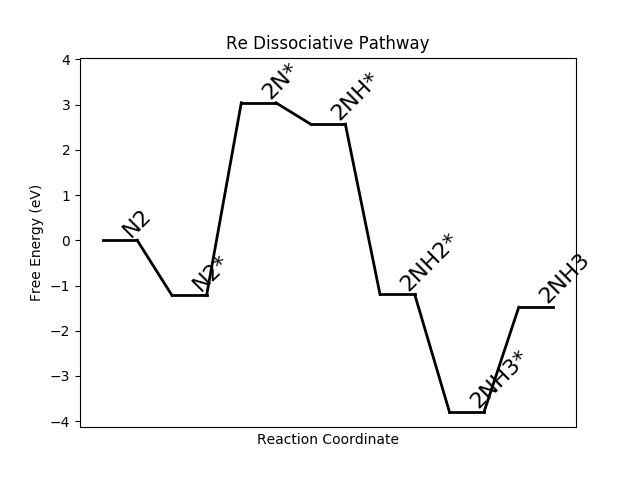 Re Dissociative Pathway
4
3
2
1
0
−1
−2
−3
−4
Free Energy (eV)
N2
N2*
2N*
2NH*
2NH2*
2NH3*
2NH3
Reaction Coordinate